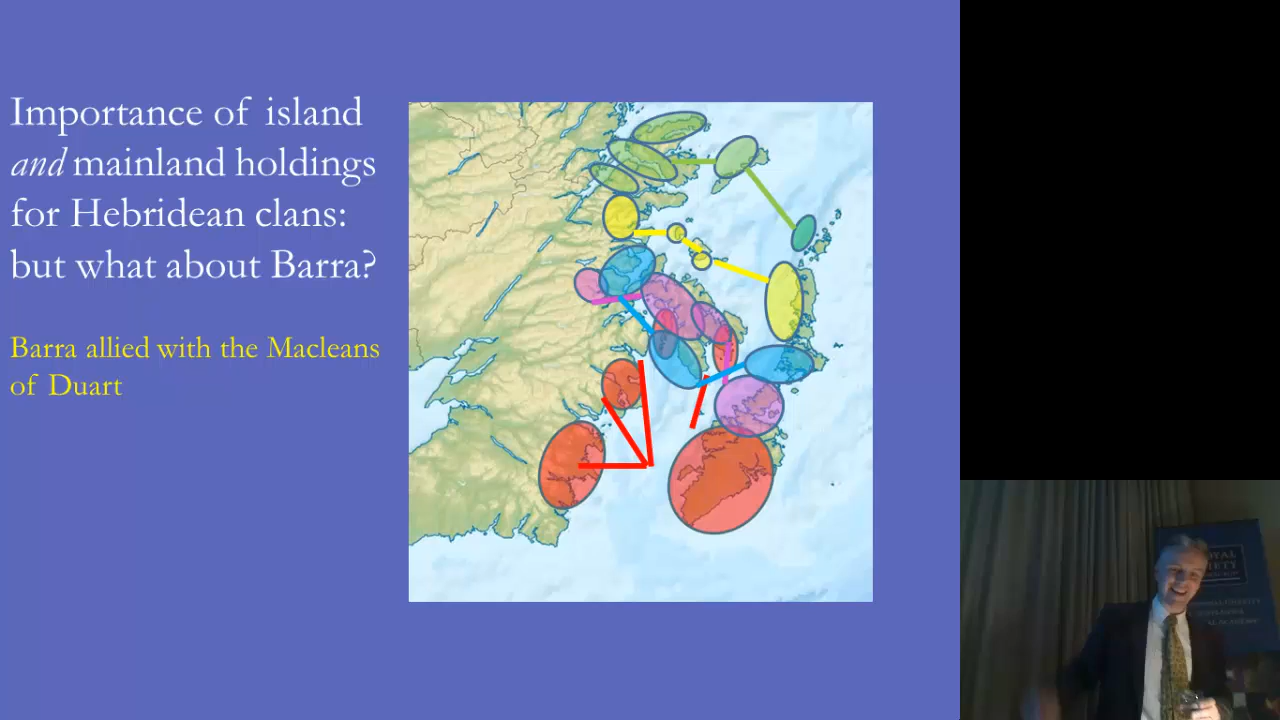 Importance of island
and mainland holdings
for Hebridean clans:
but what about Barra?
Barra allied with the Macleans
of Duart